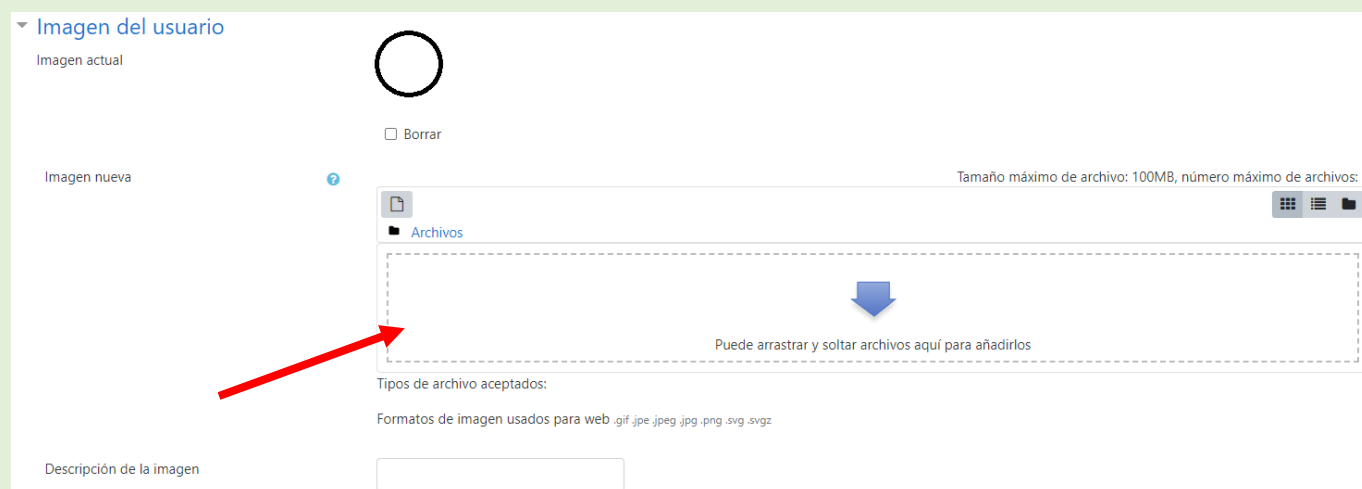 Imagen del usuario
Imagen actual
Borrar
Imagen nueva
Tamaño máximo de archivo: 100MB, número máximo de archivos:
Archivos
Puede arrastrar y soltar archivos aquí para añadirlos
Tipos de archivo aceptados:
Formatos de imagen usados para web .gif .jpe .jpeg .jpg .png .svg .svgz
Descripción de la imagen